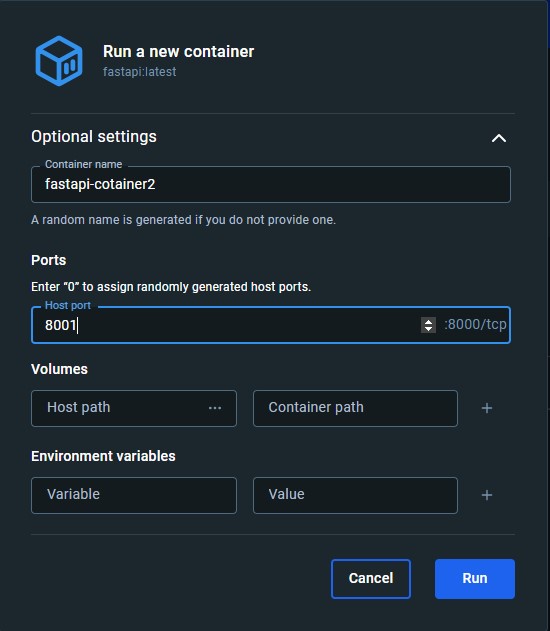 Run a new container
fastapi:latest
Optional settings
Container name
fastapi-cotainer2
A random name is generated if you do not provide one.
Ports
Enter “0” to assign randomly generated host ports.
Host port
8001 :8000/tcp
Volumes
Host path ··· Container path +
Environment variables
Variable Value +
Cancel Run